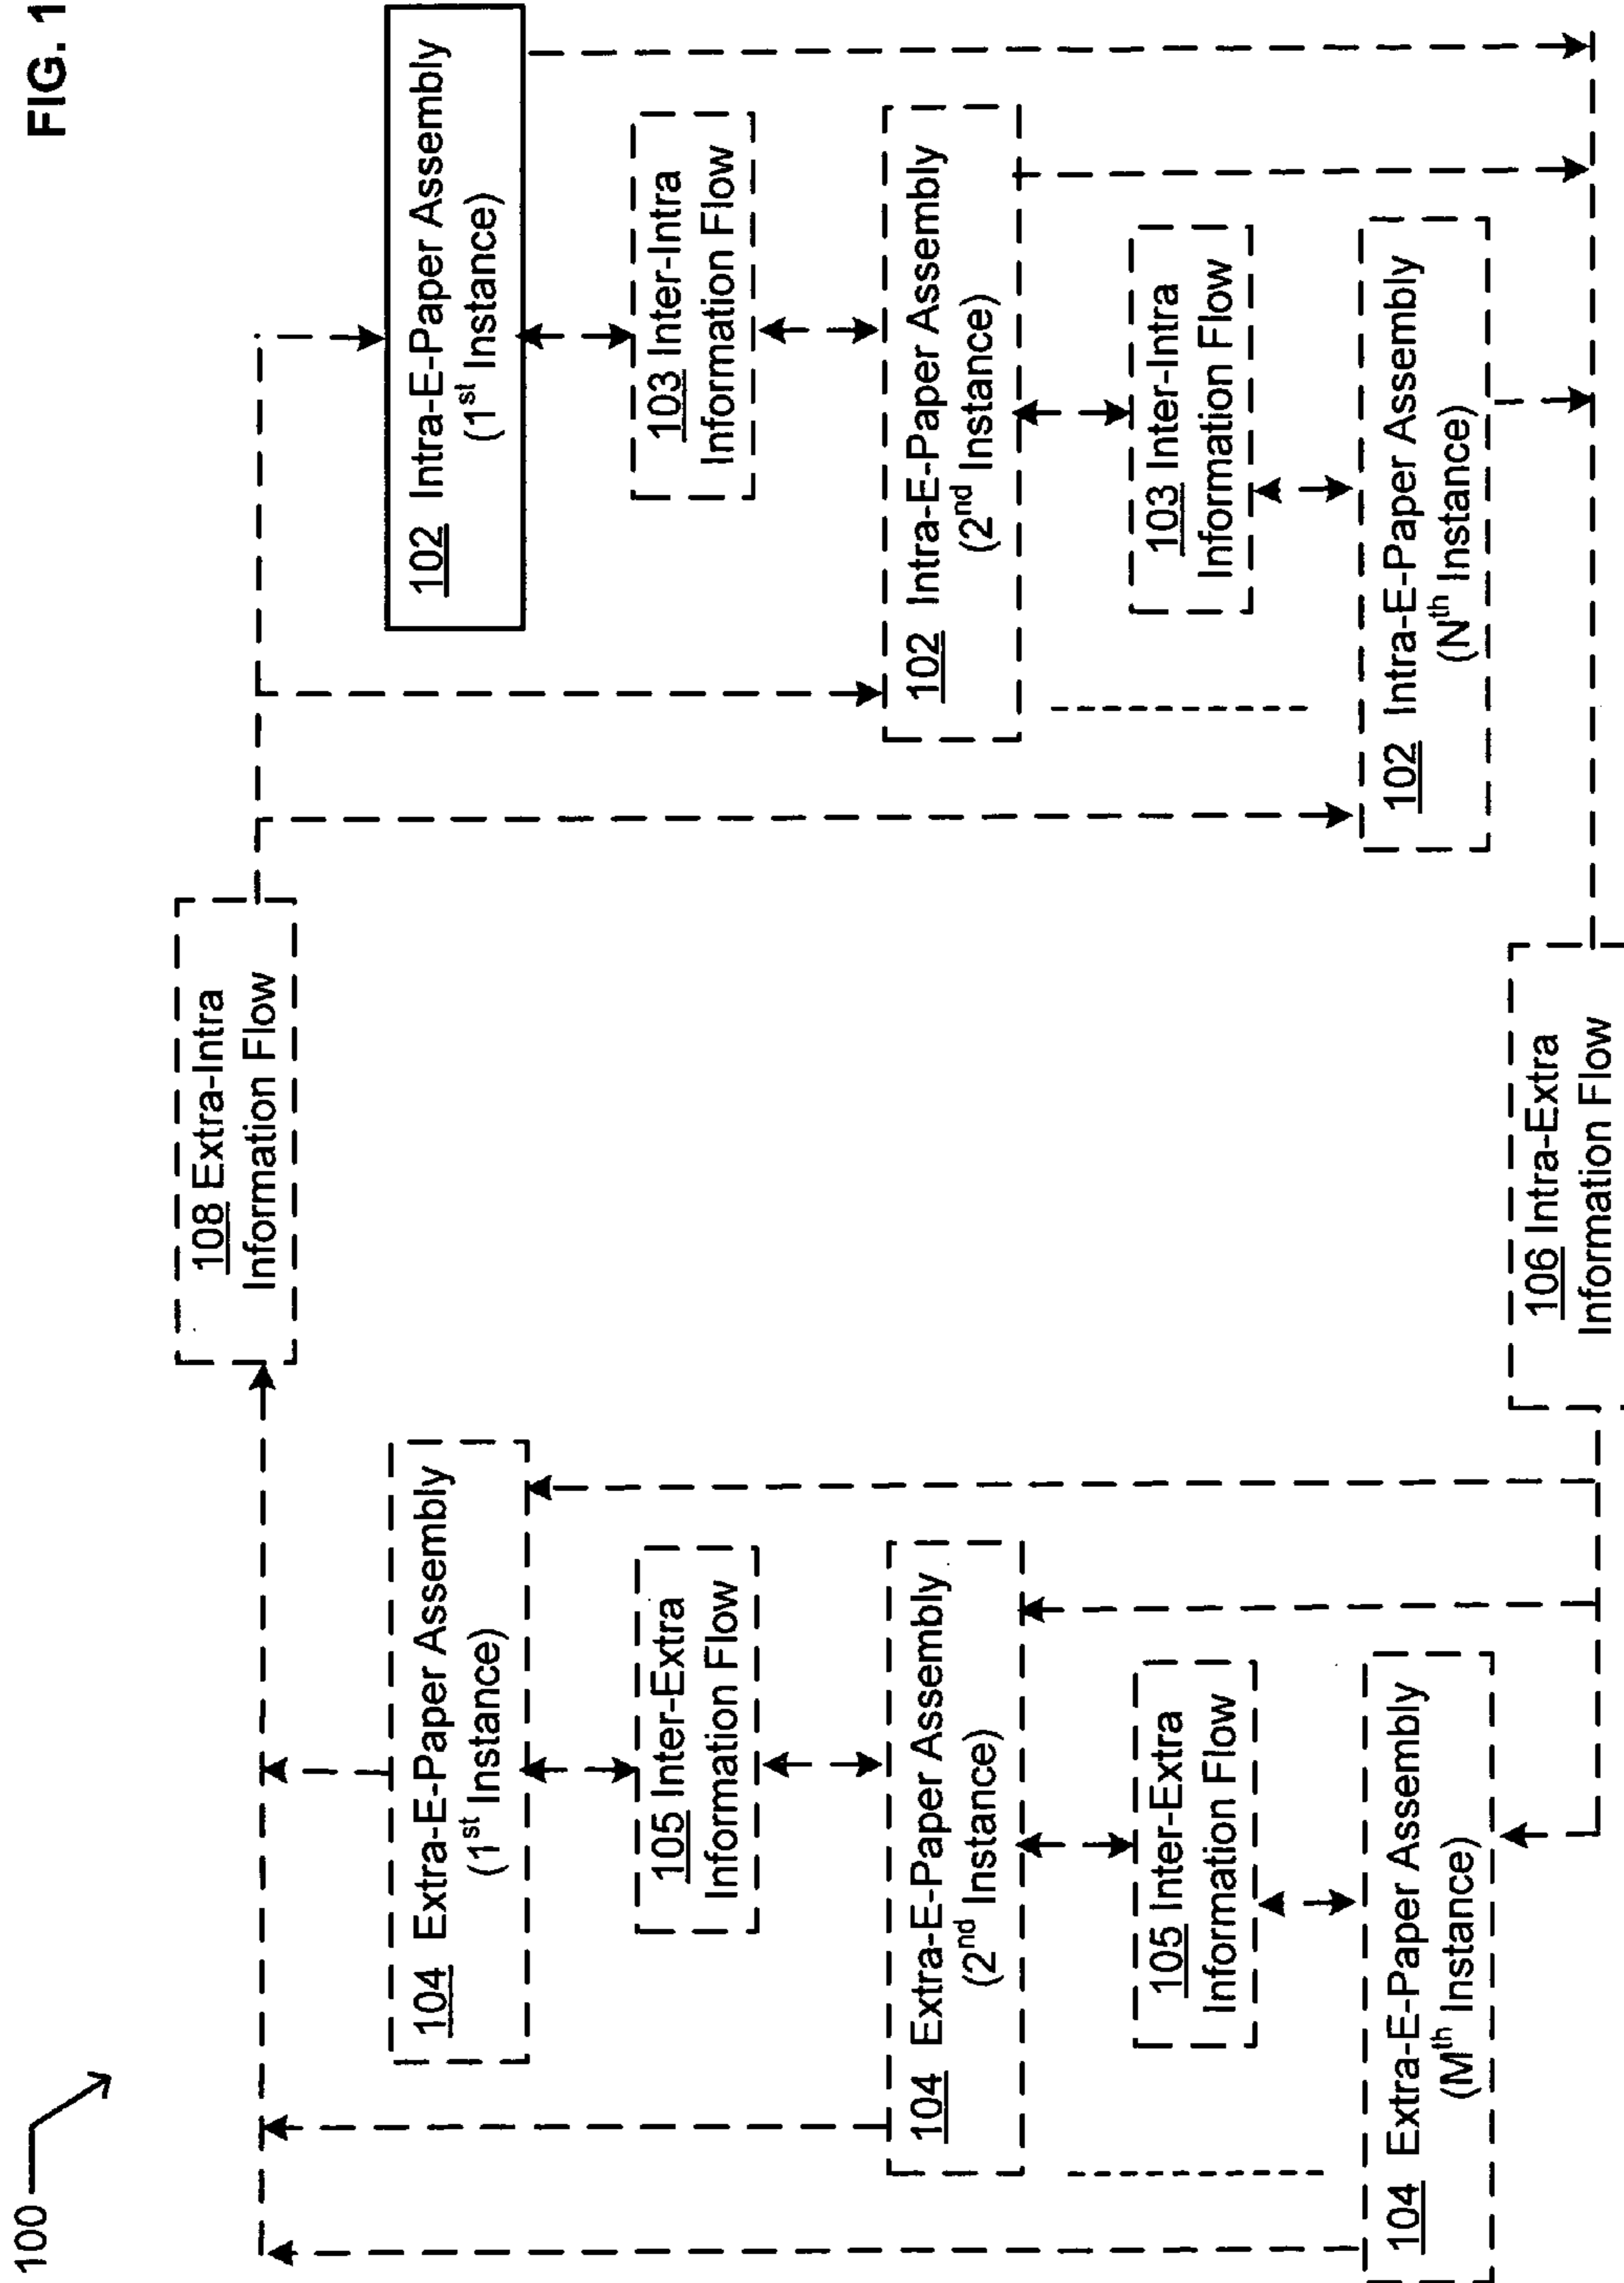 FIG. 1
100
108 Extra-Intra
Information Flow
104 Extra-E-Paper Assembly
(1st Instance)
105 Inter-Extra
Information Flow
104 Extra-E-Paper Assembly
(2nd Instance)
105 Inter-Extra
Information Flow
104 Extra-E-Paper Assembly
(Mth Instance)
102 Intra-E-Paper Assembly
(1st Instance)
103 Inter-Intra
Information Flow
102 Intra-E-Paper Assembly
(2nd Instance)
103 Inter-Intra
Information Flow
102 Intra-E-Paper Assembly
(Nth Instance)
106 Intra-Extra
Information Flow